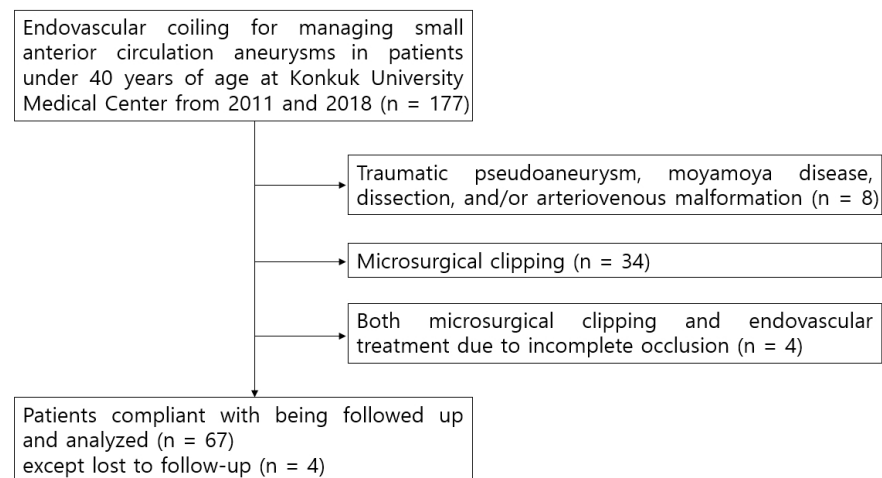 Endovascular coiling for managing small
anterior circulation aneurysms in patients
under 40 years of age at Konkuk University
Medical Center from 2011 and 2018 (n = 177)
Traumatic pseudoaneurysm, moyamoya disease,
dissection, and/or arteriovenous malformation (n = 8)
Microsurgical clipping (n = 34)
Both microsurgical clipping and endovascular
treatment due to incomplete occlusion (n = 4)
Patients compliant with being followed up
and analyzed (n = 67)
except lost to follow-up (n = 4)